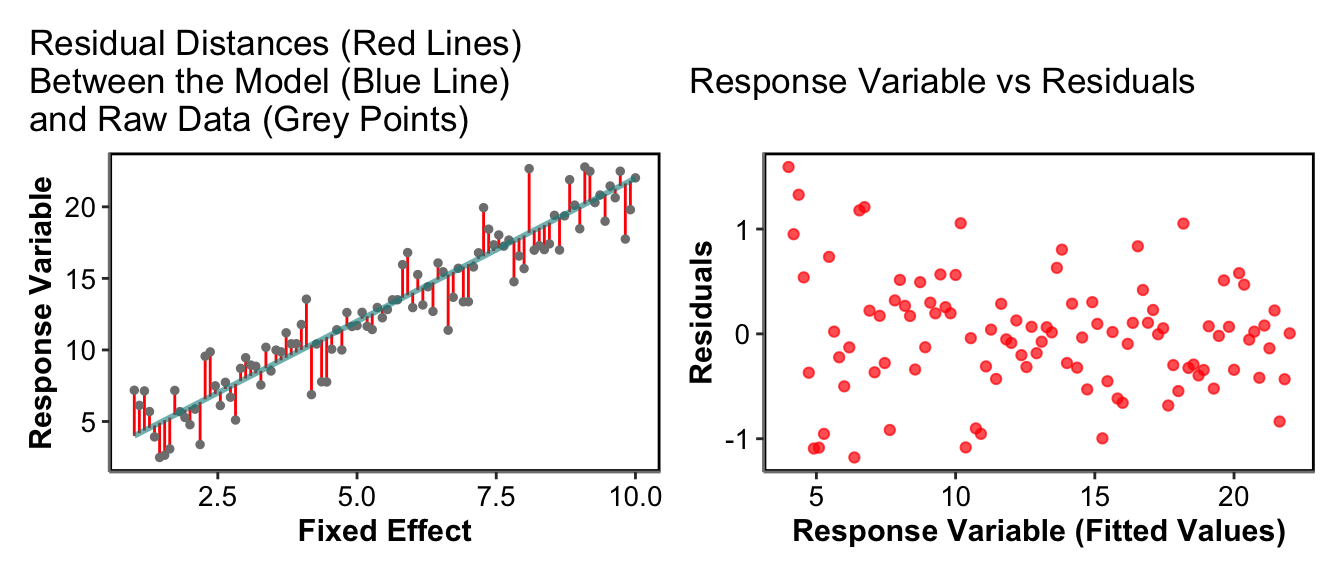 Residual Distances (Red Lines)
Between the Model (Blue Line)
and Raw Data (Grey Points)
Response Variable
20
15
10
5
2.5
5.0
7.5
10.0
Fixed Effect
Response Variable vs Residuals
Residuals
1
0
-1
5
10
15
20
Response Variable (Fitted Values)